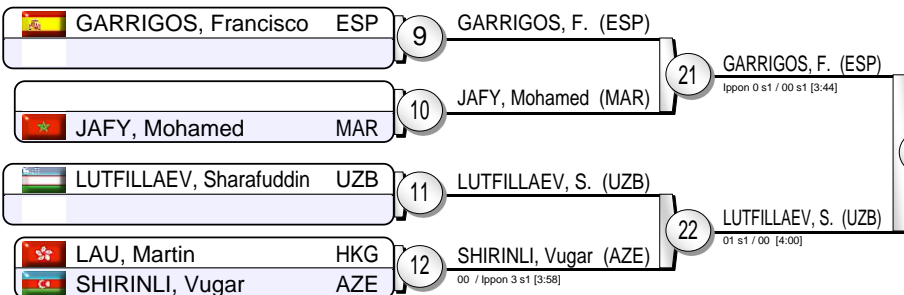 GARRIGOS, Francisco ESP
9
GARRIGOS, F. (ESP)
JAFY, Mohamed MAR
10
JAFY, Mohamed (MAR)
21
GARRIGOS, F. (ESP)
Ippon 0 s1 / 00 s1 [3:44]
LUTFILLAEV, Sharafuddin UZB
11
LUTFILLAEV, S. (UZB)
LAU, Martin HKG
SHIRINLI, Vugar AZE
12
SHIRINLI, Vugar (AZE)
00 / Ippon 3 s1 [3:58]
22
LUTFILLAEV, S. (UZB)
01 s1 / 00 [4:00]